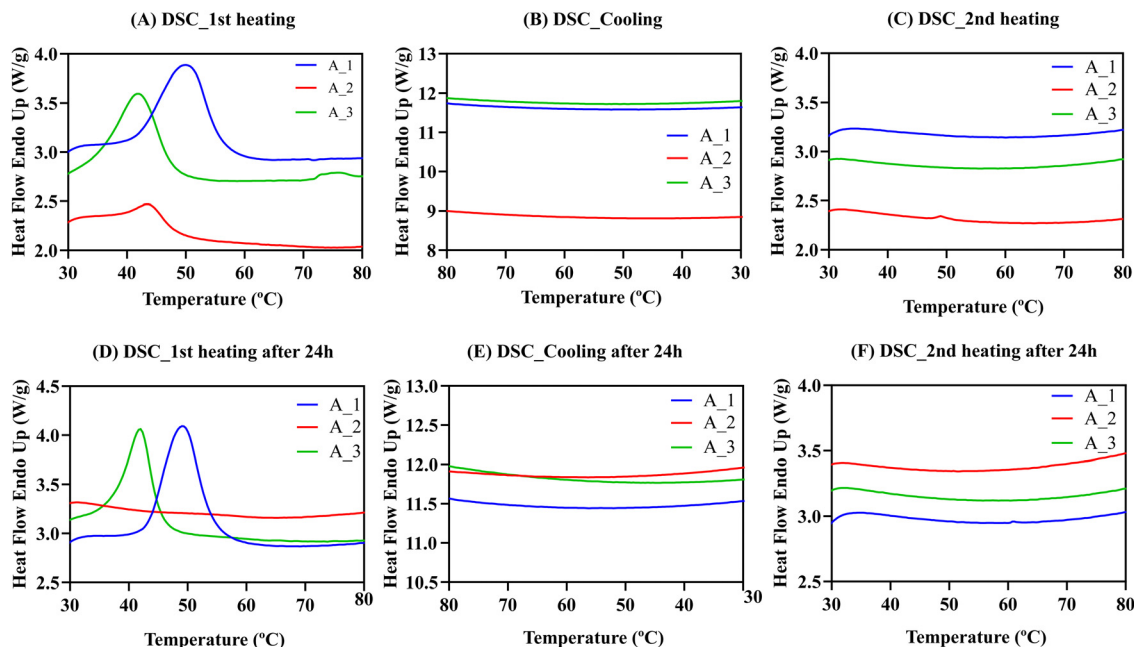 (A) DSC_1st heating
Heat Flow Endo Up (W/g)
4.0
3.5
3.0
2.5
2.0
30 40 50 60 70 80
Temperature (ºC)
A_1
A_2
A_3
(B) DSC_Cooling
Heat Flow Endo Up (W/g)
13
12
11
10
9
8
80 70 60 50 40 30
Temperature (ºC)
A_1
A_2
A_3
(C) DSC_2nd heating
Heat Flow Endo Up (W/g)
4.0
3.5
3.0
2.5
2.0
30 40 50 60 70 80
Temperature (ºC)
A_1
A_2
A_3
(D) DSC_1st heating after 24h
Heat Flow Endo Up (W/g)
4.5
4.0
3.5
3.0
2.5
30 40 50 60 70 80
Temperature (ºC)
A_1
A_2
A_3
(E) DSC_Cooling after 24h
Heat Flow Endo Up (W/g)
13.0
12.5
12.0
11.5
11.0
10.5
80 70 60 50 40 30
30
Temperature (ºC)
A_1
A_2
A_3
(F) DSC_2nd heating after 24h
Heat Flow Endo Up (W/g)
4.0
3.5
3.0
2.5
30 40 50 60 70 80
Temperature (ºC)
A_1
A_2
A_3